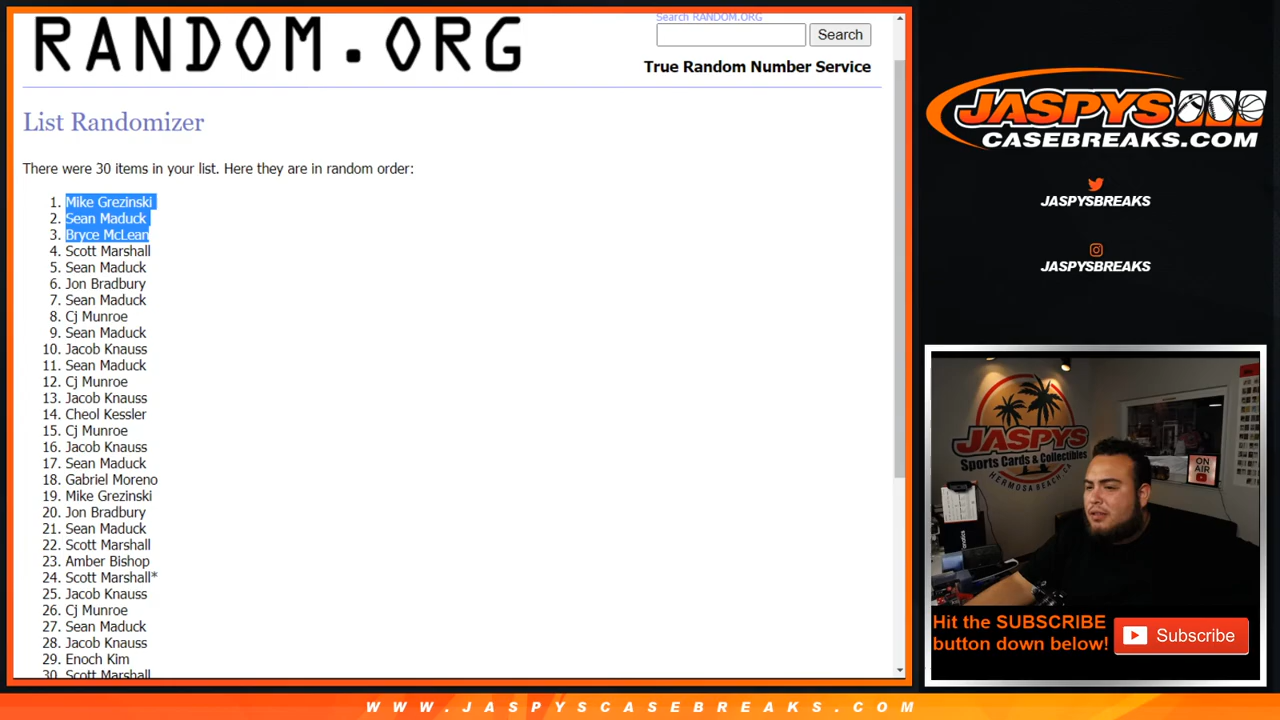 RANDOM.ORG
Search RANDOM.ORG
Search
True Random Number Service
List Randomizer
There were 30 items in your list. Here they are in random order:
1. Mike Grezinski
2. Sean Maduck
3. Bryce McLean
4. Scott Marshall
5. Sean Maduck
6. Jon Bradbury
7. Sean Maduck
8. Cj Munroe
9. Sean Maduck
10. Jacob Knauss
11. Sean Maduck
12. Cj Munroe
13. Jacob Knauss
14. Cheol Kessler
15. Cj Munroe
16. Jacob Knauss
17. Sean Maduck
18. Gabriel Moreno
19. Mike Grezinski
20. Jon Bradbury
21. Sean Maduck
22. Scott Marshall
23. Amber Bishop
24. Scott Marshall*
25. Jacob Knauss
26. Cj Munroe
27. Sean Maduck
28. Jacob Knauss
29. Enoch Kim
30. Scott Marshall
JASPYS
CASEBREAKS.COM
JASPYSBREAKS
JASPYSBREAKS
JASPYS
Sports Cards & Collectibles
HERMOSA BEACH, CA
ON
AIR
Hit the SUBSCRIBE
button down below!
Subscribe
WWW.JASPYSCASEBREAKS.COM